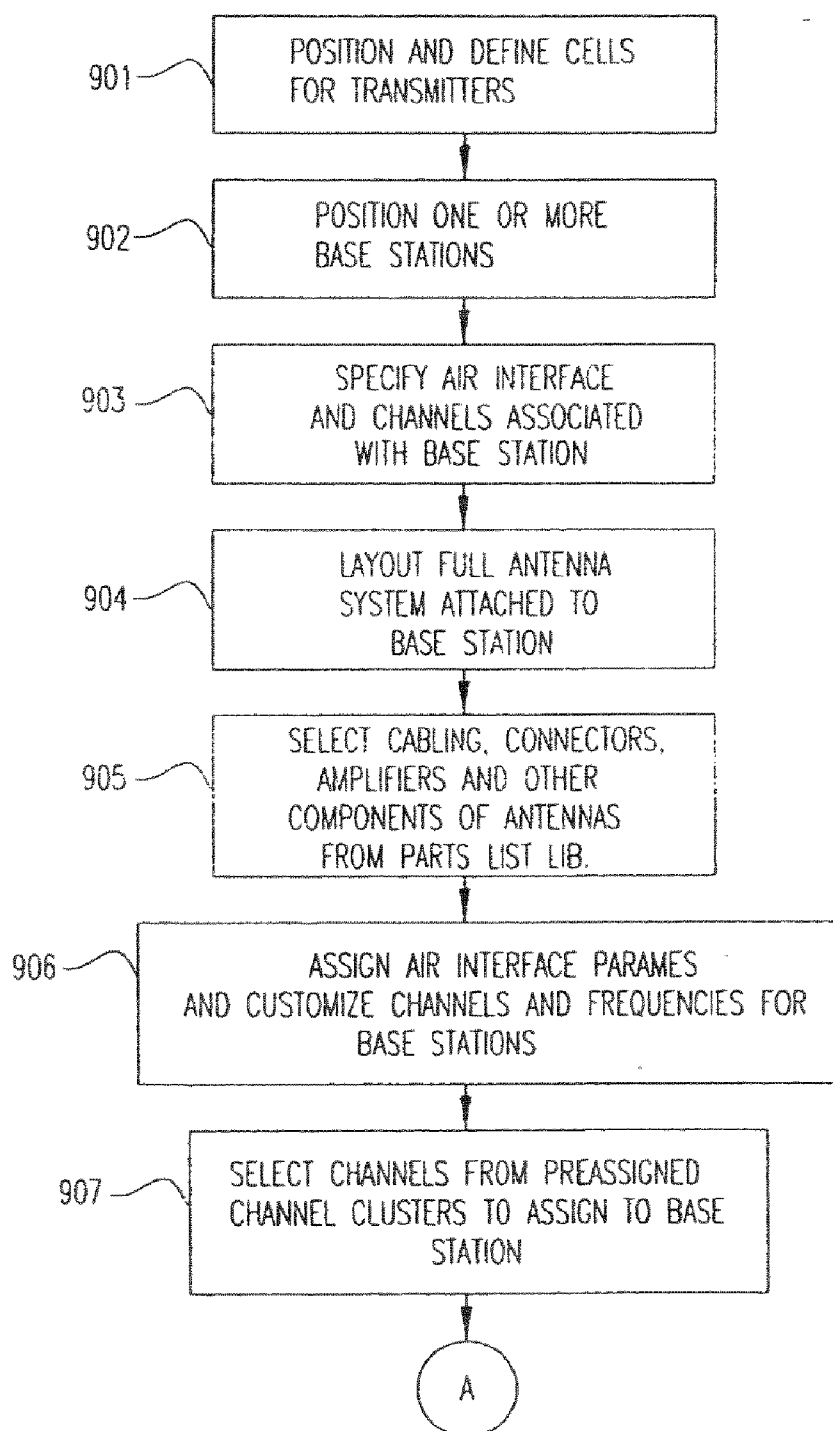 901
POSITION AND DEFINE CELLS
FOR TRANSMITTERS
902
POSITION ONE OR MORE
BASE STATIONS
903
SPECIFY AIR INTERFACE
AND CHANNELS ASSOCIATED
WITH BASE STATION
904
LAYOUT FULL ANTENNA
SYSTEM ATTACHED TO
BASE STATION
905
SELECT CABLING, CONNECTORS,
AMPLIFIERS AND OTHER
COMPONENTS OF ANTENNAS
FROM PARTS LIST LIB.
906
ASSIGN AIR INTERFACE PARAMES
AND CUSTOMIZE CHANNELS AND FREQUENCIES FOR
BASE STATIONS
907
SELECT CHANNELS FROM PREASSIGNED
CHANNEL CLUSTERS TO ASSIGN TO BASE
STATION
A